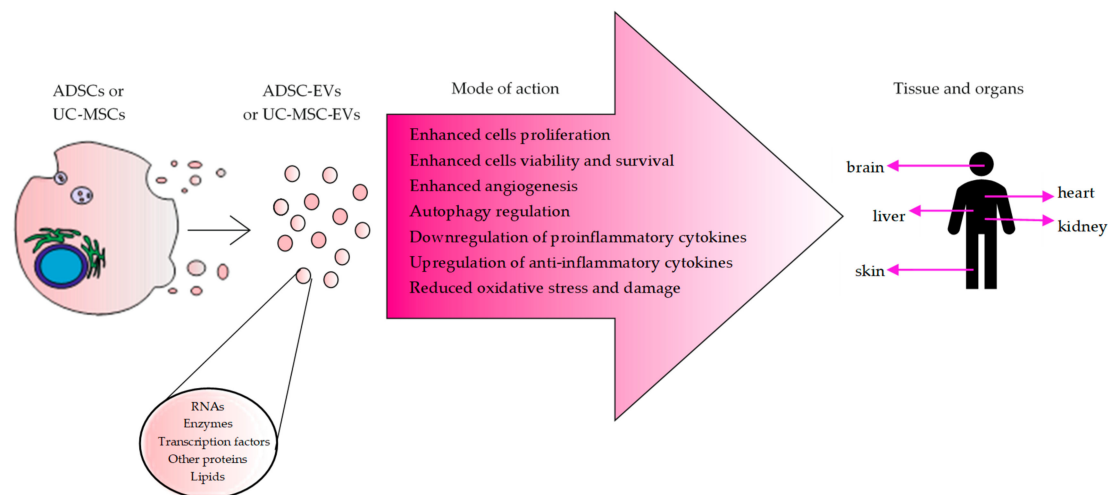 ADSCs or
UC-MSCs
ADSC-EVs
or UC-MSC-EVs
Mode of action
Tissue and organs
Enhanced cells proliferation
Enhanced cells viability and survival
Enhanced angiogenesis
Autophagy regulation
Downregulation of proinflammatory cytokines
Upregulation of anti-inflammatory cytokines
Reduced oxidative stress and damage
brain
heart
liver
kidney
skin
RNAs
Enzymes
Transcription factors
Other proteins
Lipids